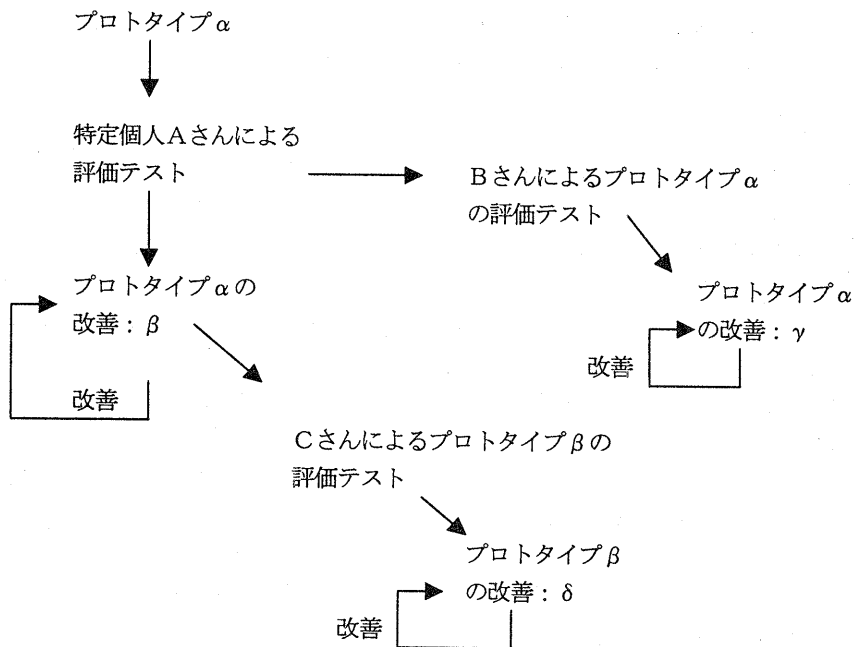 プロトタイプα
特定個人Aさんによる
評価テスト
Bさんによるプロトタイプα
の評価テスト
プロトタイプαの
改善：β
改善
プロトタイプα
の改善：γ
改善
Cさんによるプロトタイプβの
評価テスト
プロトタイプβ
の改善：δ
改善